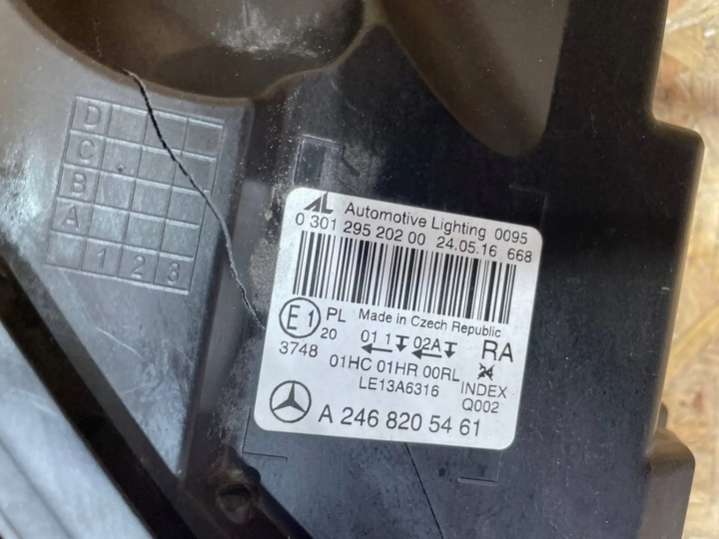 D
C
B
A
1 2 3
AL Automotive Lighting 0095
0 301 295 202 00 24.05.16 668
E1 PL Made in Czech Republic
20 01 1 02A RA
3748 01HC 01HR 00RL
LE13A6316 INDEX
Q002
A 246 820 54 61